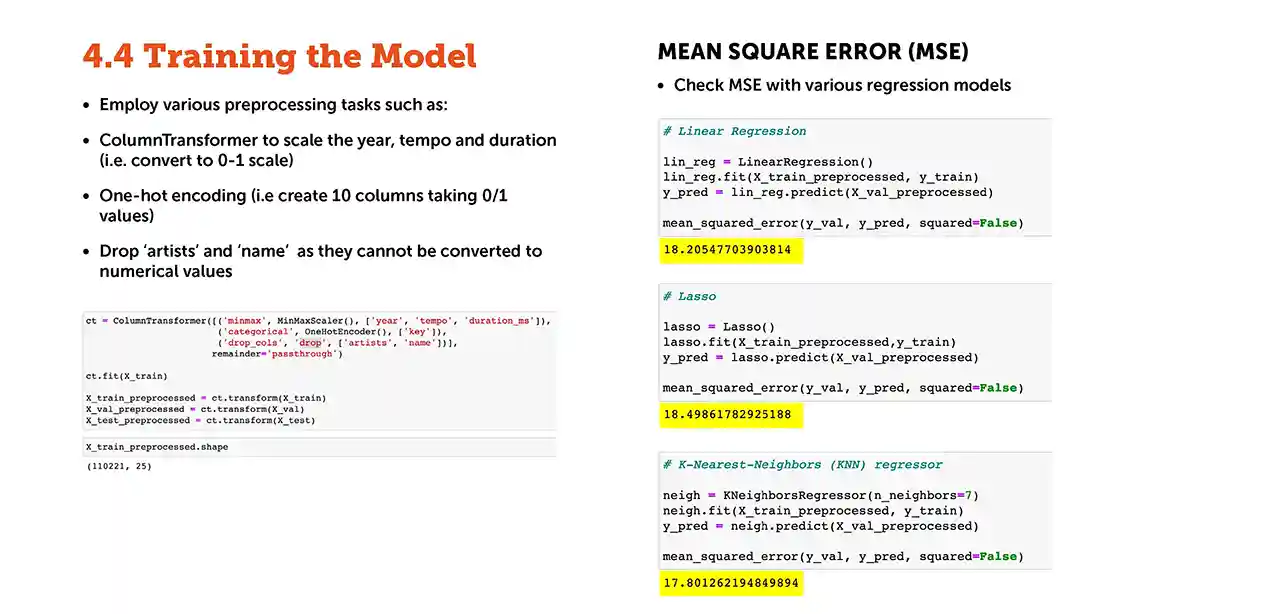 4.4 Training the Model
• Employ various preprocessing tasks such as:
• ColumnTransformer to scale the year, tempo and duration
(i.e. convert to 0-1 scale)
• One-hot encoding (i.e create 10 columns taking 0/1
values)
• Drop ‘artists’ and ‘name‘ as they cannot be converted to
numerical values
ct = ColumnTransformer([('minmax', MinMaxScaler(), ['year', 'tempo', 'duration_ms']),
('categorical', OneHotEncoder(), ['key']),
('drop_cols', 'drop', ['artists', 'name'])],
remainder='passthrough')
ct.fit(X_train)
X_train_preprocessed = ct.transform(X_train)
X_val_preprocessed = ct.transform(X_val)
X_test_preprocessed = ct.transform(X_test)
X_train_preprocessed.shape
(110221, 25)
MEAN SQUARE ERROR (MSE)
• Check MSE with various regression models
# Linear Regression
lin_reg = LinearRegression()
lin_reg.fit(X_train_preprocessed, y_train)
y_pred = lin_reg.predict(X_val_preprocessed)
mean_squared_error(y_val, y_pred, squared=False)
18.20547703903814
# Lasso
lasso = Lasso()
lasso.fit(X_train_preprocessed,y_train)
y_pred = lasso.predict(X_val_preprocessed)
mean_squared_error(y_val, y_pred, squared=False)
18.49861782925188
# K-Nearest-Neighbors (KNN) regressor
neigh = KNeighborsRegressor(n_neighbors=7)
neigh.fit(X_train_preprocessed, y_train)
y_pred = neigh.predict(X_val_preprocessed)
mean_squared_error(y_val, y_pred, squared=False)
17.801262194849894